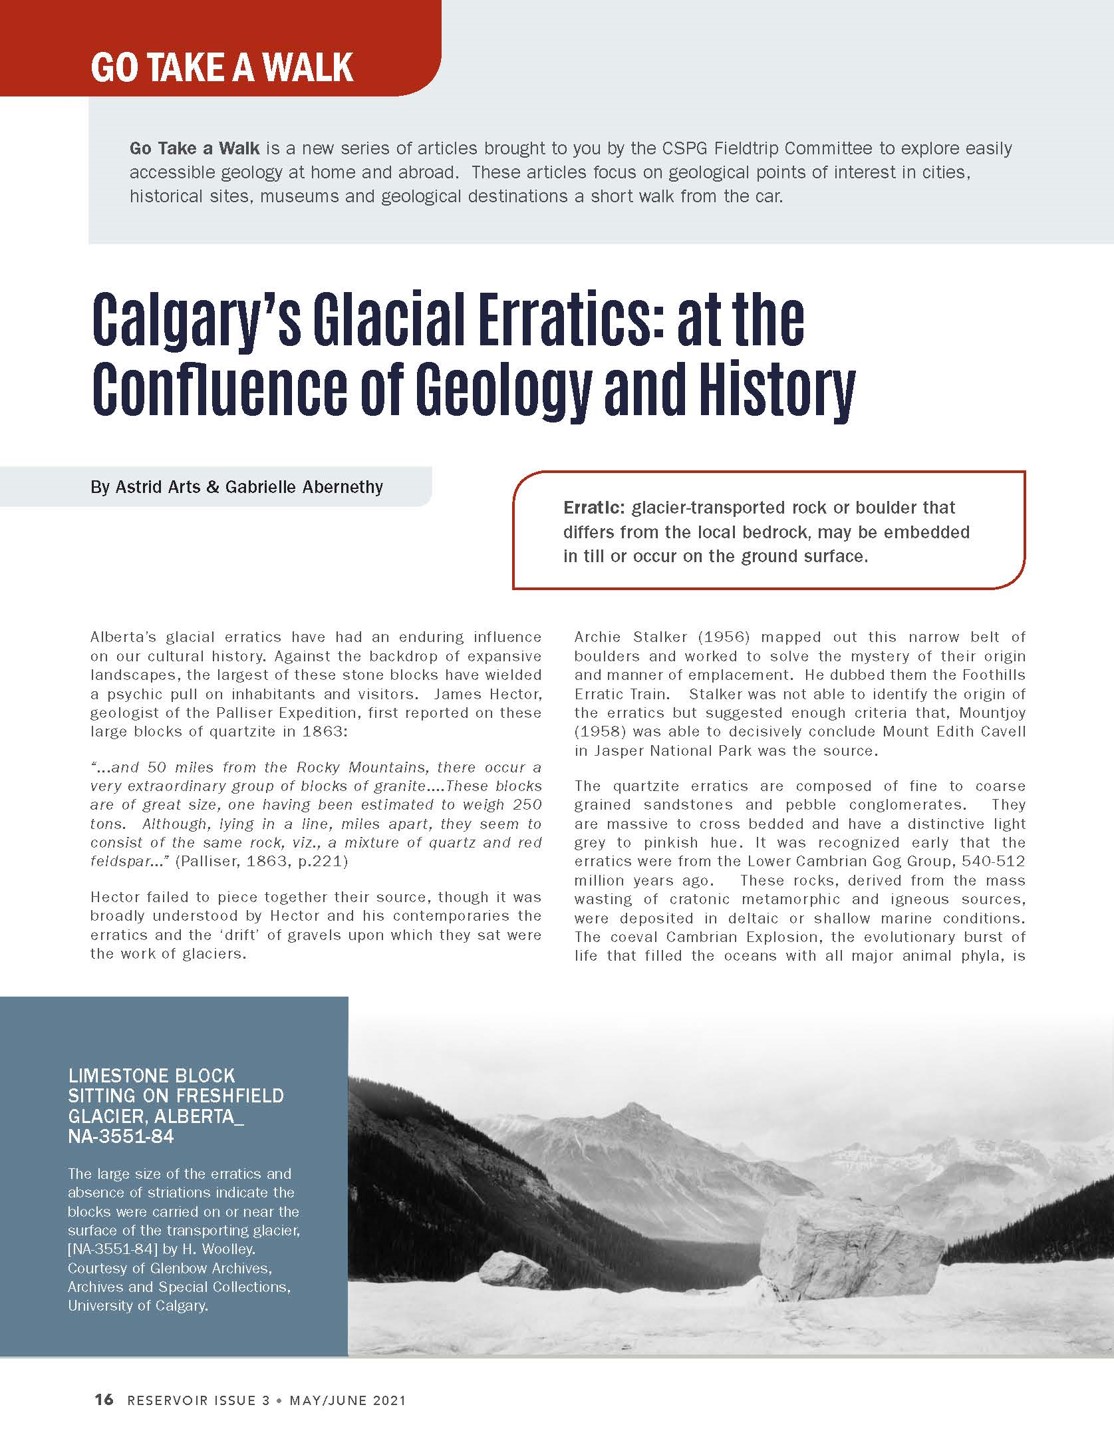 GO TAKE A WALK
Go Take a Walk is a new series of articles brought to you by the CSPG Fieldtrip Committee to explore easily
accessible geology at home and abroad.  These articles focus on geological points of interest in cities,
historical sites, museums and geological destinations a short walk from the car.
Calgary’s Glacial Erratics: at the
Confluence of Geology and History
By Astrid Arts & Gabrielle Abernethy
Erratic: glacier-transported rock or boulder that
differs from the local bedrock, may be embedded
in till or occur on the ground surface.
Alberta’s glacial erratics have had an enduring influence
on our cultural history. Against the backdrop of expansive
landscapes, the largest of these stone blocks have wielded
a psychic pull on inhabitants and visitors.  James Hector,
geologist of the Palliser Expedition, first reported on these
large blocks of quartzite in 1863:
“...and 50 miles from the Rocky Mountains, there occur a
very extraordinary group of blocks of granite....These blocks
are of great size, one having been estimated to weigh 250
tons.  Although, lying in a line, miles apart, they seem to
consist of the same rock, viz., a mixture of quartz and red
feldspar...” (Palliser, 1863, p.221)
Hector failed to piece together their source, though it was
broadly understood by Hector and his contemporaries the
erratics and the ‘drift’ of gravels upon which they sat were
the work of glaciers.
Archie Stalker (1956) mapped out this narrow belt of
boulders and worked to solve the mystery of their origin
and manner of emplacement.  He dubbed them the Foothills
Erratic Train.  Stalker was not able to identify the origin of
the erratics but suggested enough criteria that, Mountjoy
(1958) was able to decisively conclude Mount Edith Cavell
in Jasper National Park was the source.
The quartzite erratics are composed of fine to coarse
grained sandstones and pebble conglomerates.  They
are massive to cross bedded and have a distinctive light
grey to pinkish hue. It was recognized early that the
erratics were from the Lower Cambrian Gog Group, 540-512
million years ago.  These rocks, derived from the mass
wasting of cratonic metamorphic and igneous sources,
were deposited in deltaic or shallow marine conditions.
The coeval Cambrian Explosion, the evolutionary burst of
life that filled the oceans with all major animal phyla, is
LIMESTONE BLOCK
SITTING ON FRESHFIELD
GLACIER, ALBERTA_
NA-3551-84
The large size of the erratics and
absence of striations indicate the
blocks were carried on or near the
surface of the transporting glacier,
[NA-3551-84] by H. Woolley.
Courtesy of Glenbow Archives,
Archives and Special Collections,
University of Calgary.
16 RESERVOIR ISSUE 3 • MAY/JUNE 2021